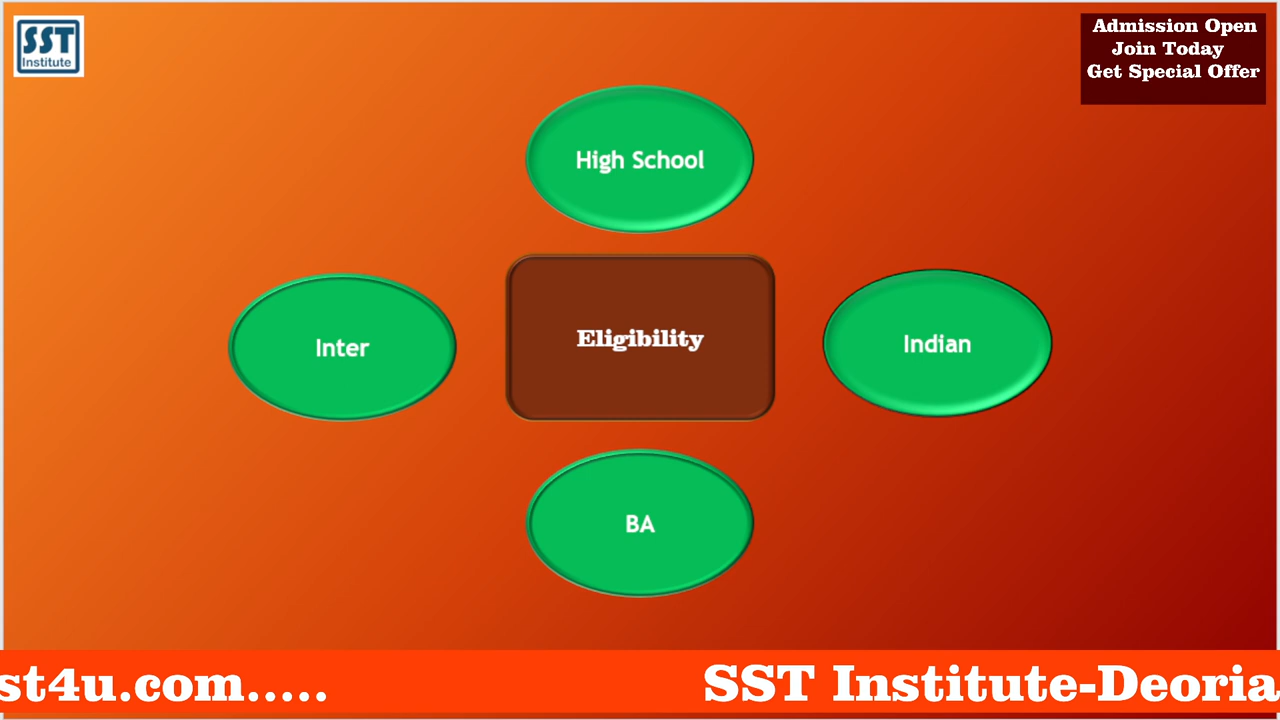 SST
Institute
Admission Open
Join Today
Get Special Offer
High School
Inter
Eligibility
Indian
BA
st4u.com.....
SST Institute-Deoria